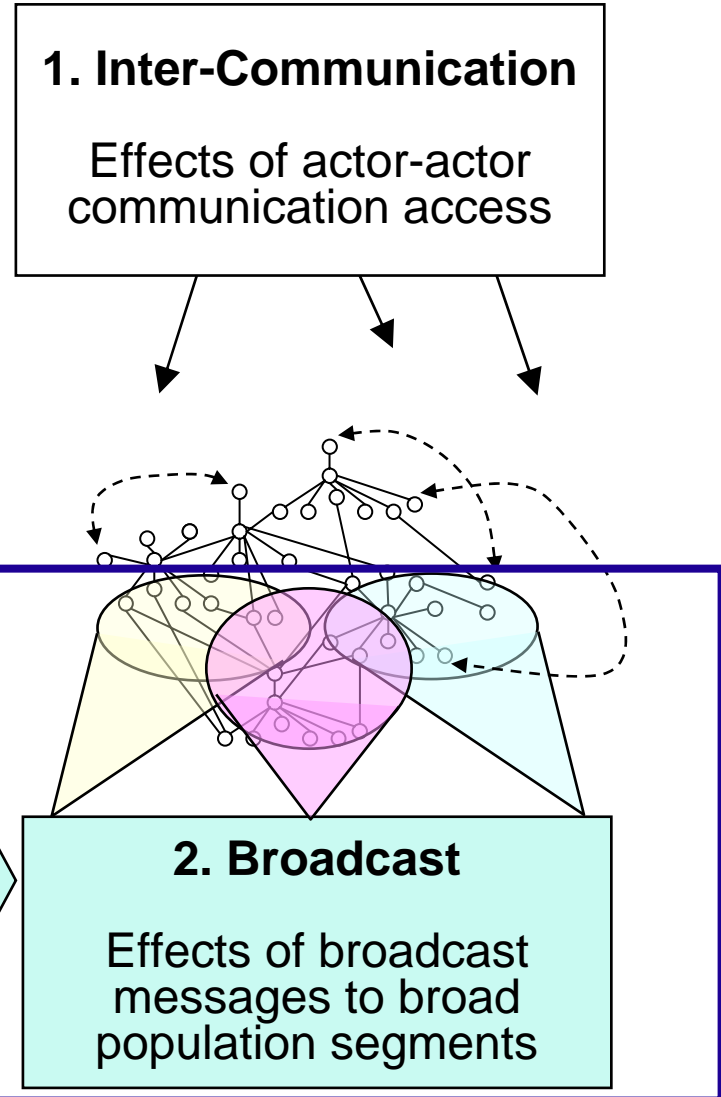 1. Inter-Communication
Effects of actor-actor
communication access
2. Broadcast
Effects of broadcast
messages to broad
population segments